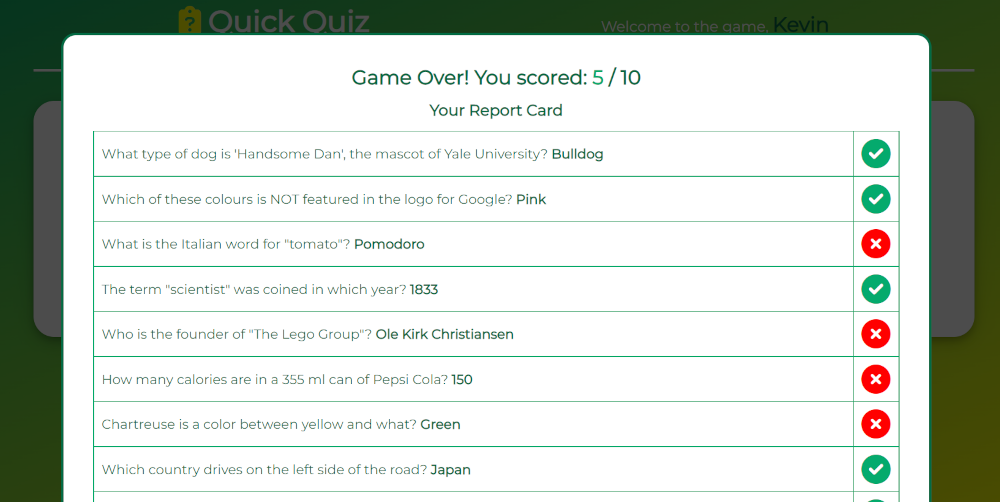 Quick Quiz
Welcome to the game, Kevin
Game Over! You scored: 5 / 10
Your Report Card
What type of dog is 'Handsome Dan', the mascot of Yale University? Bulldog
Which of these colours is NOT featured in the logo for Google? Pink
What is the Italian word for "tomato"? Pomodoro
The term "scientist" was coined in which year? 1833
Who is the founder of "The Lego Group"? Ole Kirk Christiansen
How many calories are in a 355 ml can of Pepsi Cola? 150
Chartreuse is a color between yellow and what? Green
Which country drives on the left side of the road? Japan